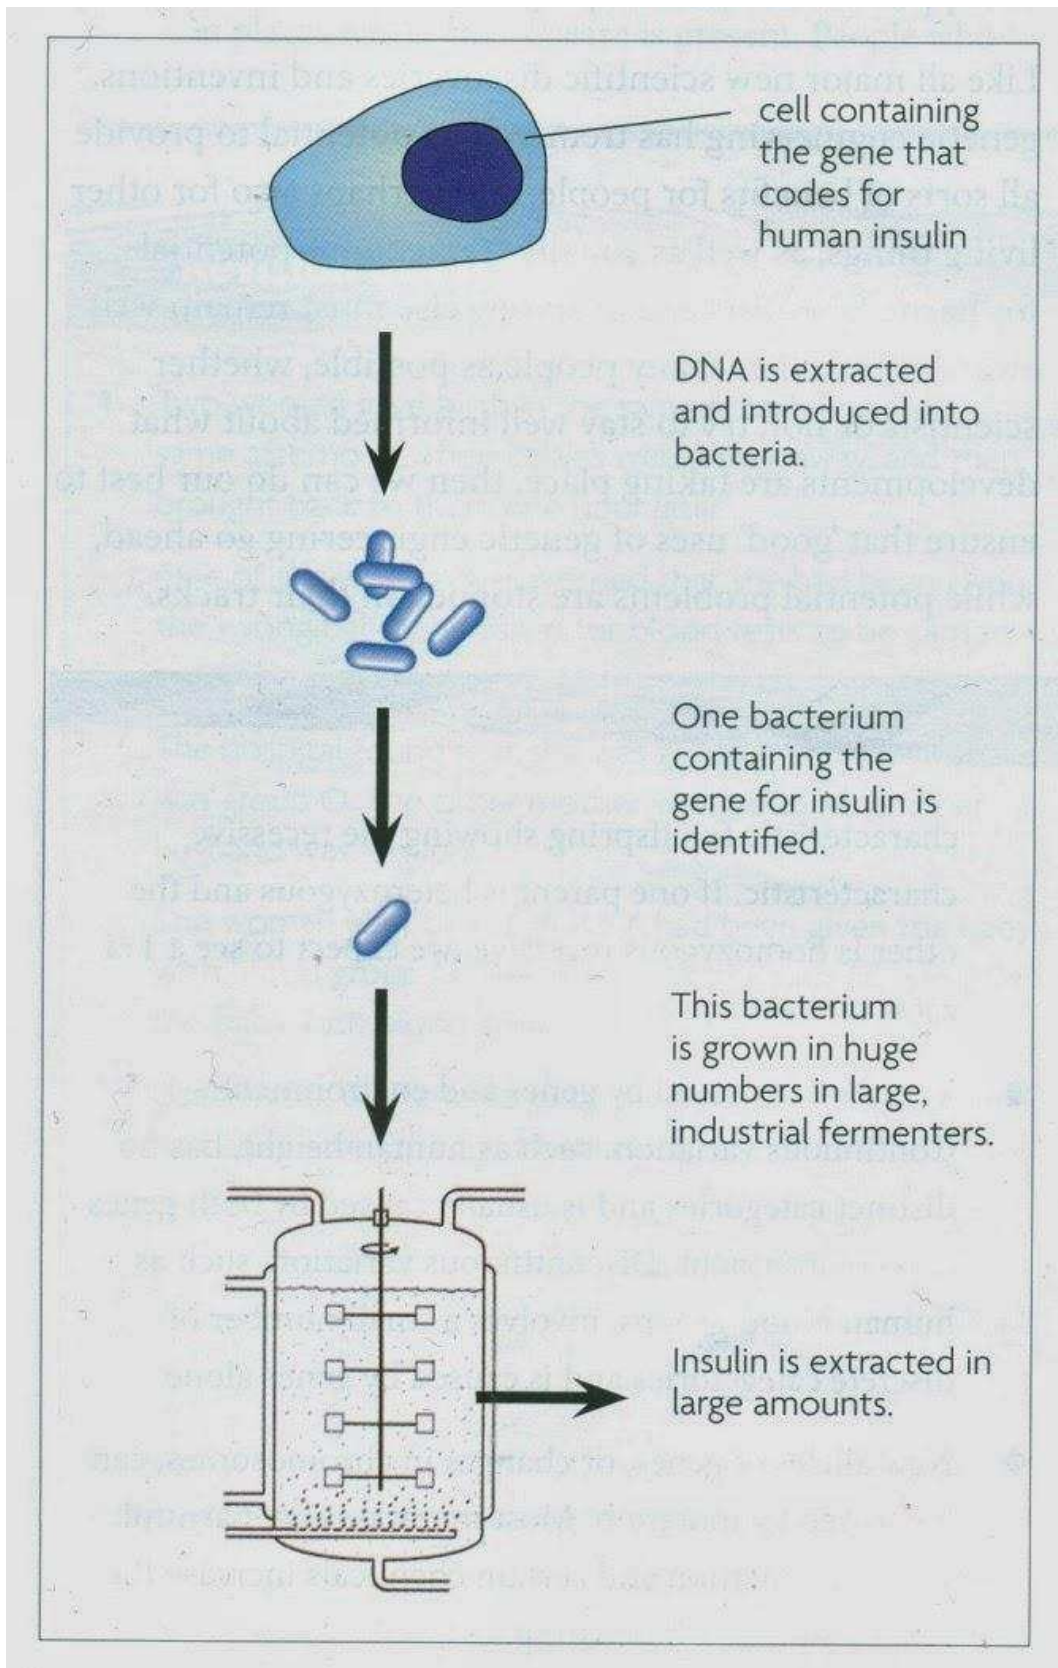 cell containing
the gene that
codes for
human insulin
DNA is extracted
and introduced into
bacteria.
One bacterium
containing the
gene for insulin is
identified.
This bacterium
is grown in huge
numbers in large,
industrial fermenters.
Insulin is extracted in
large amounts.